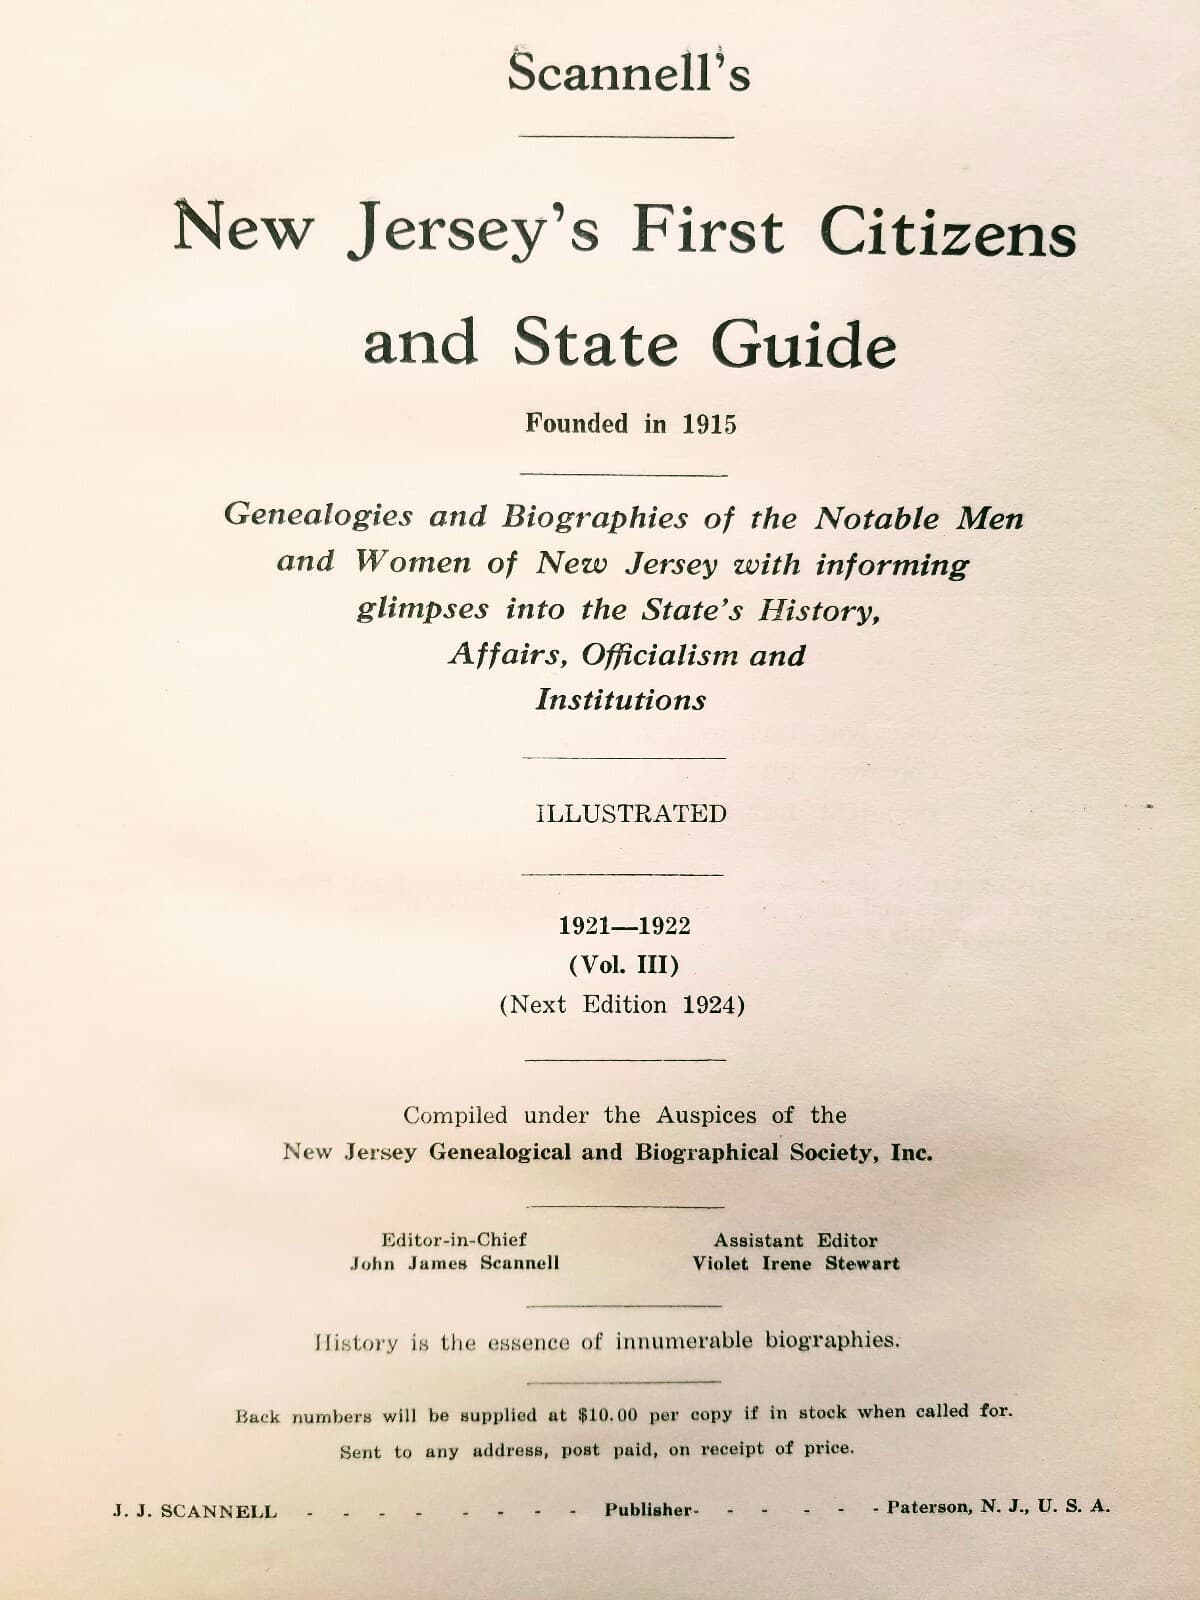 Scannell's
New Jersey's First Citizens
and State Guide
Founded in 1915
Genealogies and Biographies of the Notable Men
and Women of New Jersey with informing
glimpses into the State's History,
Affairs, Officialism and
Institutions
ILLUSTRATED
1921—1922
(Vol. III)
(Next Edition 1924)
Compiled under the Auspices of the
New Jersey Genealogical and Biographical Society, Inc.
Editor-in-Chief Assistant Editor
John James Scannell Violet Irene Stewart
History is the essence of innumerable biographies.
Back numbers will be supplied at $10.00 per copy if in stock when called for.
Sent to any address, post paid, on receipt of price.
J. J. SCANNELL - - - - - - - - Publisher- - - - - - Paterson, N. J., U. S. A.